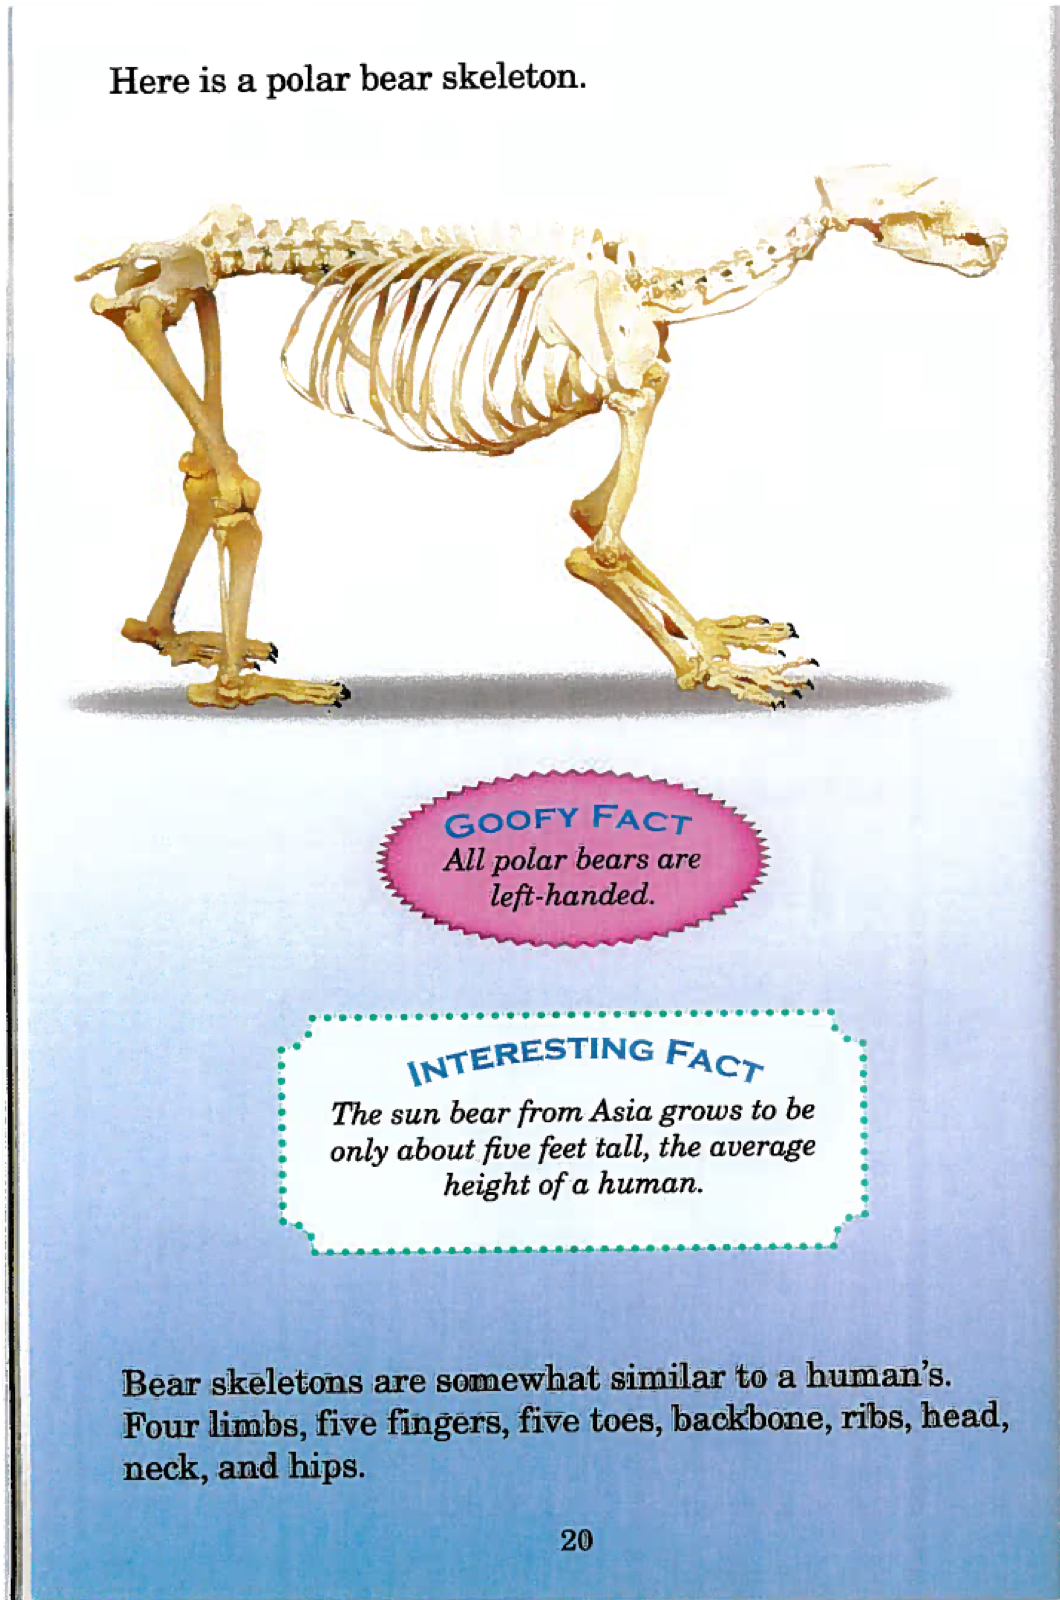 Here is a polar bear skeleton.
GOOFY FACT
All polar bears are
left-handed.
INTERESTING FACT
The sun bear from Asia grows to be
only about five feet tall, the average
height of a human.
Bear skeletons are somewhat similar to a human's.
Four limbs, five fingers, five toes, backbone, ribs, head,
neck, and hips.
20